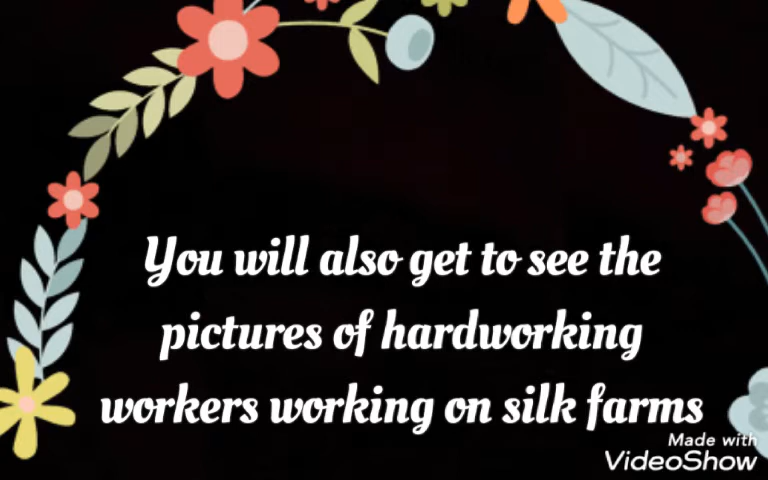 You will also get to see the
pictures of hardworking
workers working on silk farms
Made with
VideoShow